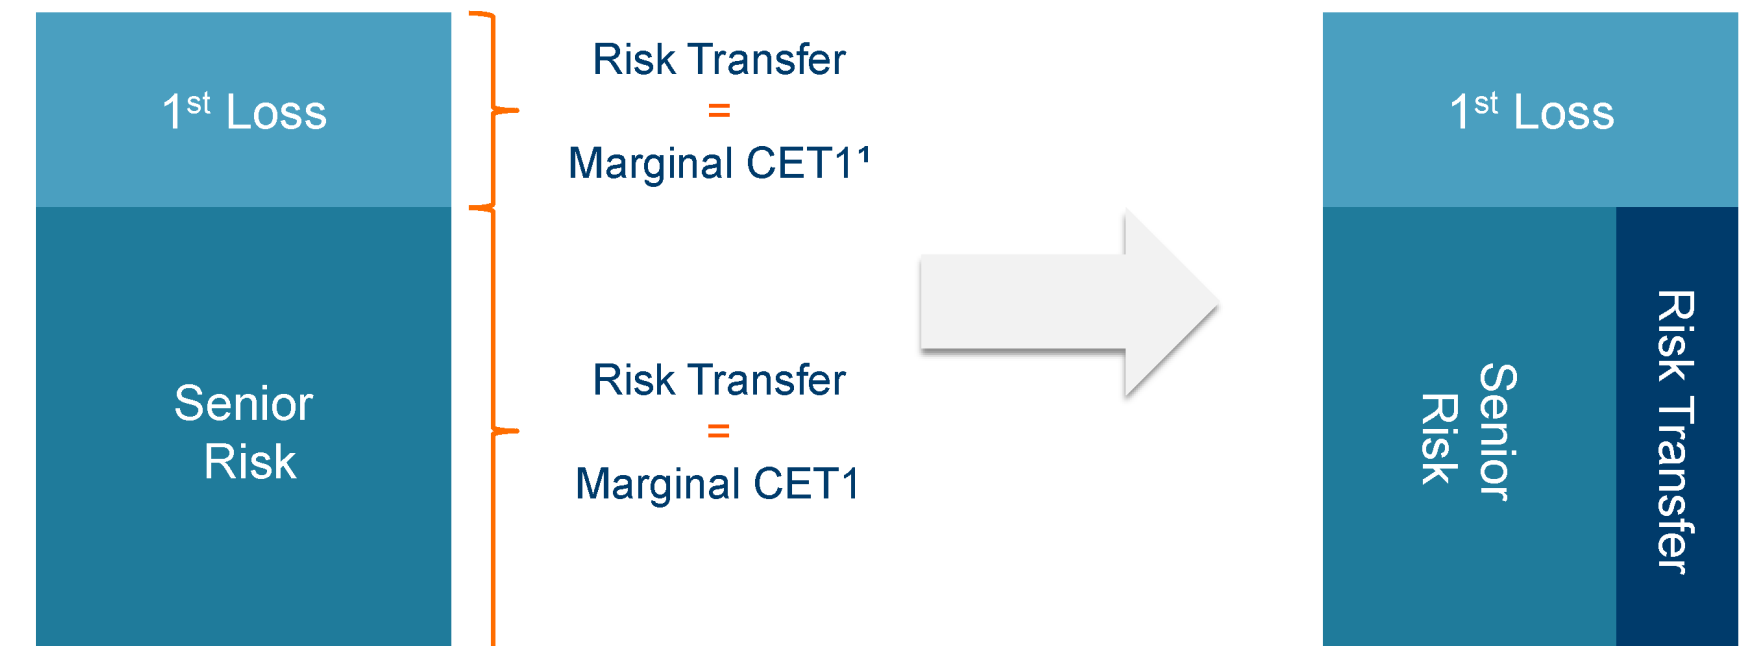 1st Loss
Risk Transfer
=
Marginal CET1¹
Senior
Risk
Risk Transfer
=
Marginal CET1
1st Loss
Senior
Risk
Risk Transfer